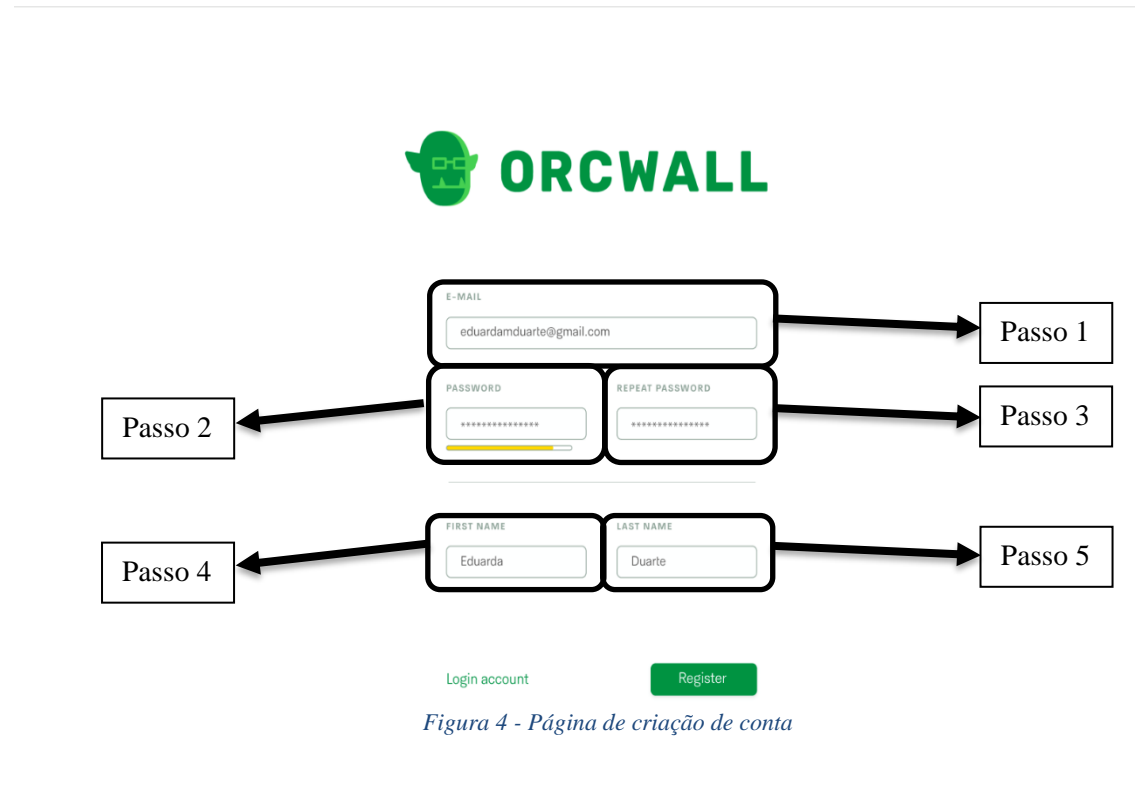 ORCWALL
E-MAIL
eduardamduarte@gmail.com
Passo 1
PASSWORD
REPEAT PASSWORD
Passo 2
***************
***************
Passo 3
FIRST NAME
LAST NAME
Passo 4
Eduarda
Duarte
Passo 5
Login account
Register
Figura 4 - Página de criação de conta